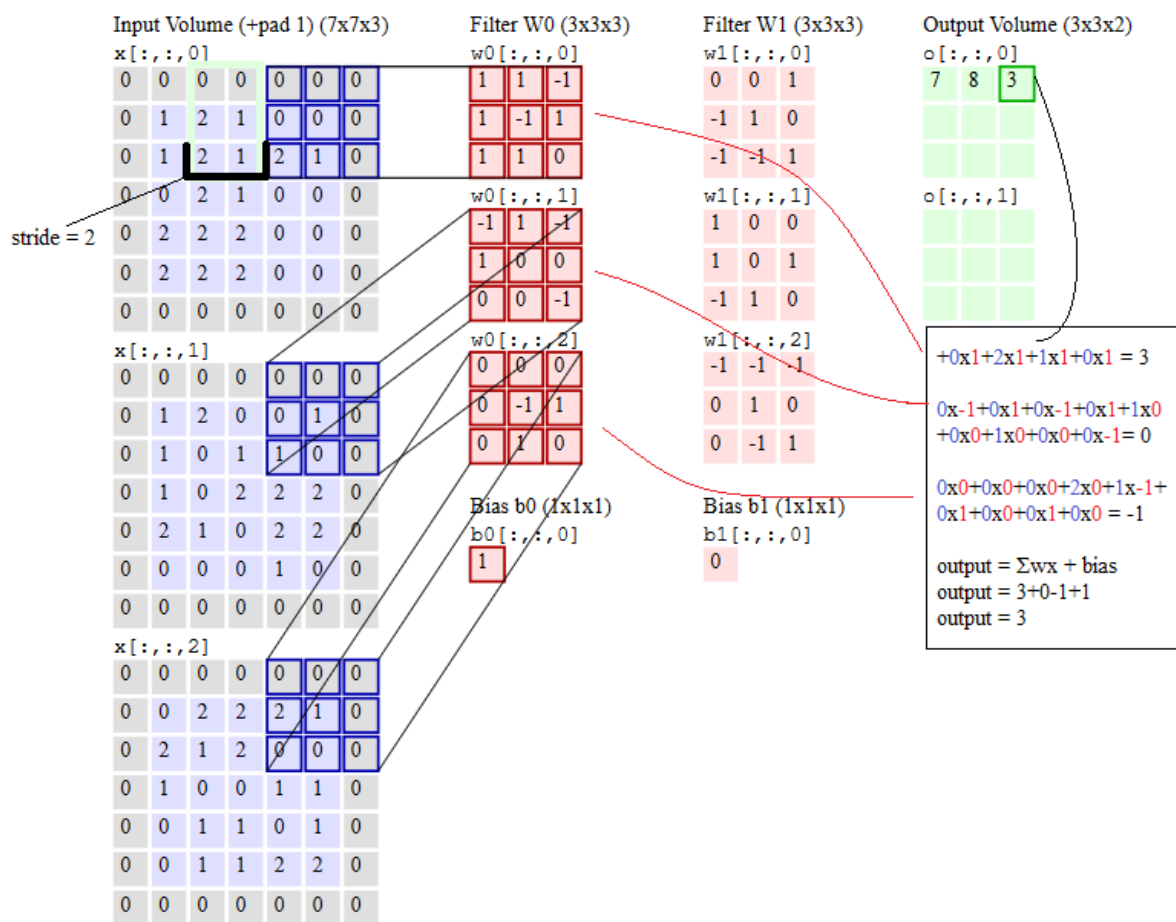 Input Volume (+pad 1) (7x7x3)
x[:,:,0]
0 0 0 0 0 0 0
0 1 2 1 0 0 0
0 1 2 1 2 1 0
0 0 2 1 0 0 0
0 2 2 2 0 0 0
0 2 2 2 0 0 0
0 0 0 0 0 0 0
stride = 2
x[:,:,1]
0 0 0 0 0 0 0
0 1 2 0 0 1 0
0 1 0 1 1 0 0
0 1 0 2 2 2 0
0 2 1 0 2 2 0
0 0 0 0 1 0 0
0 0 0 0 0 0 0
x[:,:,2]
0 0 0 0 0 0 0
0 0 2 2 2 1 0
0 2 1 2 0 0 0
0 1 0 0 1 1 0
0 0 1 1 0 1 0
0 0 1 1 2 2 0
0 0 0 0 0 0 0
Filter W0 (3x3x3)
w0[:,:,0]
1 1 -1
1 -1 1
1 1 0
w0[:,:,1]
-1 1 -1
1 0 0
0 0 -1
w0[:,:,2]
0 0 0
0 -1 1
0 1 0
Bias b0 (1x1x1)
b0[:,:,0]
1
Filter W1 (3x3x3)
w1[:,:,0]
0 0 1
-1 1 0
-1 -1 1
w1[:,:,1]
1 0 0
1 0 1
-1 1 0
w1[:,:,2]
-1 -1 -1
0 1 0
0 -1 1
Bias b1 (1x1x1)
b1[:,:,0]
0
Output Volume (3x3x2)
o[:,:,0]
7 8 3
o[:,:,1]
+0x1+2x1+1x1+0x1 = 3
0x-1+0x1+0x-1+0x1+1x0
+0x0+1x0+0x0+0x-1= 0
0x0+0x0+0x0+2x0+1x-1+
0x1+0x0+0x1+0x0 = -1
output = Σwx + bias
output = 3+0-1+1
output = 3